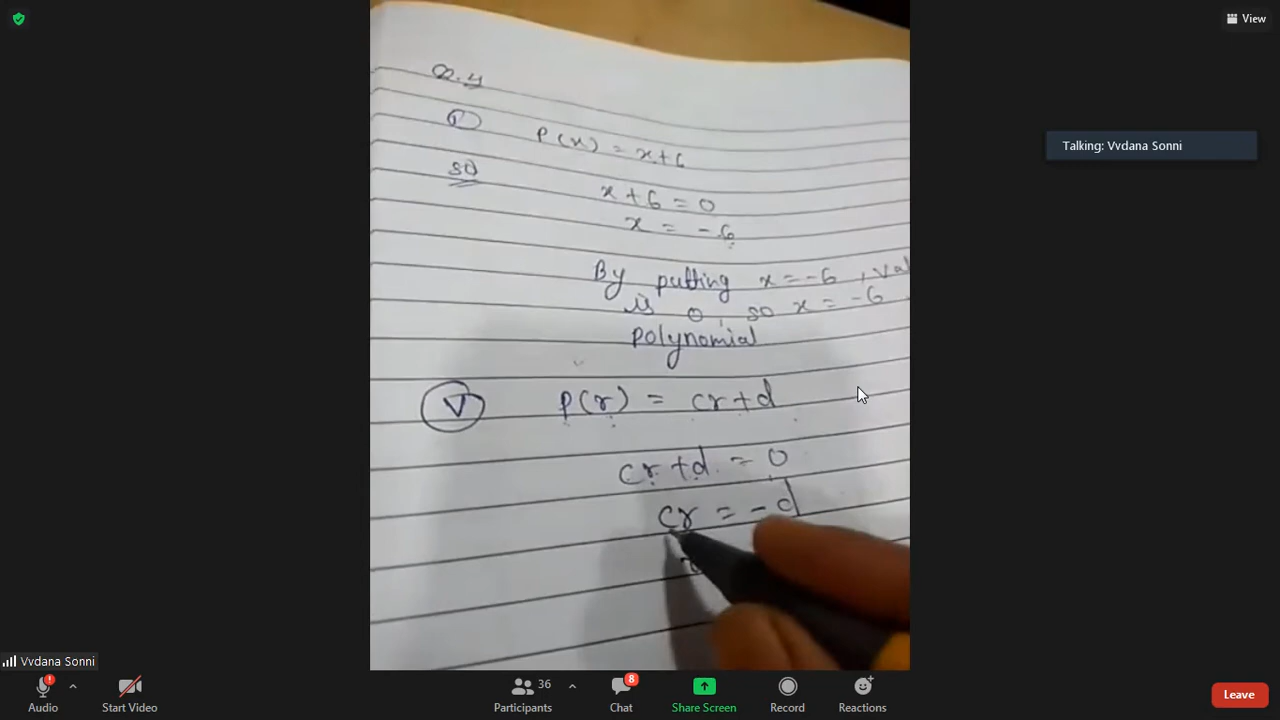 View
Talking: Vvdana Sonni
Q.4
P(x) = x+6
x + 6 = 0
x = -6
By putting x = -6, val
is 0, so x = -6
polynomial
V p(r) = cr+d
cr+d = 0
cr = -d
Vvdana Sonni
Audio
Start Video
36
Participants
8
Chat
Share Screen
Record
Reactions
Leave